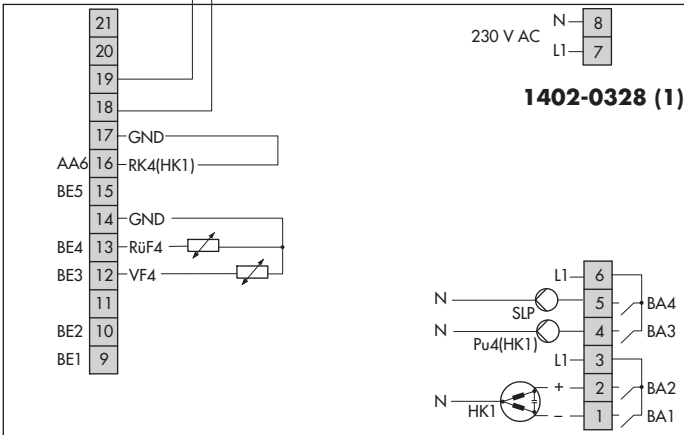 21
20
19
18
17 GND
AA6 16 RK4(HK1)
BE5 15
14 GND
BE4 13 RüF4
BE3 12 VF4
11
BE2 10
BE1 9
N 8
230 V AC
L1 7
1402-0328 (1)
L1 6
N SLP 5 BA4
N Pu4(HK1) 4 BA3
L1 3
+ 2 BA2
N HK1 − 1 BA1